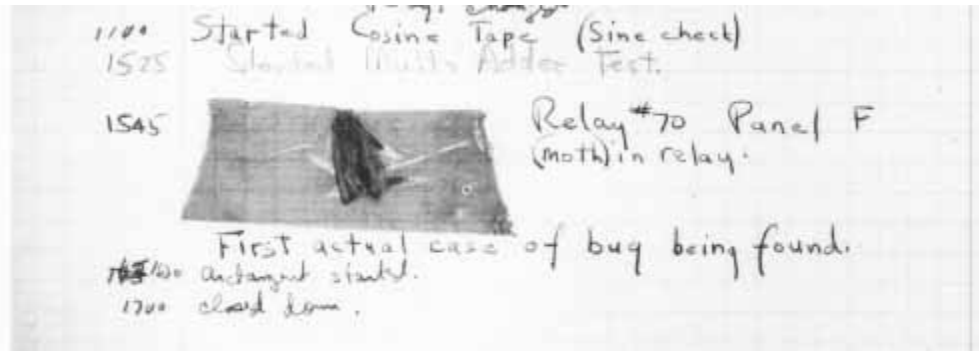 1100 Started Cosine Tape (Sine check)
1525 Started Multi Adder Test.
1545 Relay #70 Panel F
(moth) in relay.
First actual case of bug being found.
started.
1700 closed down.